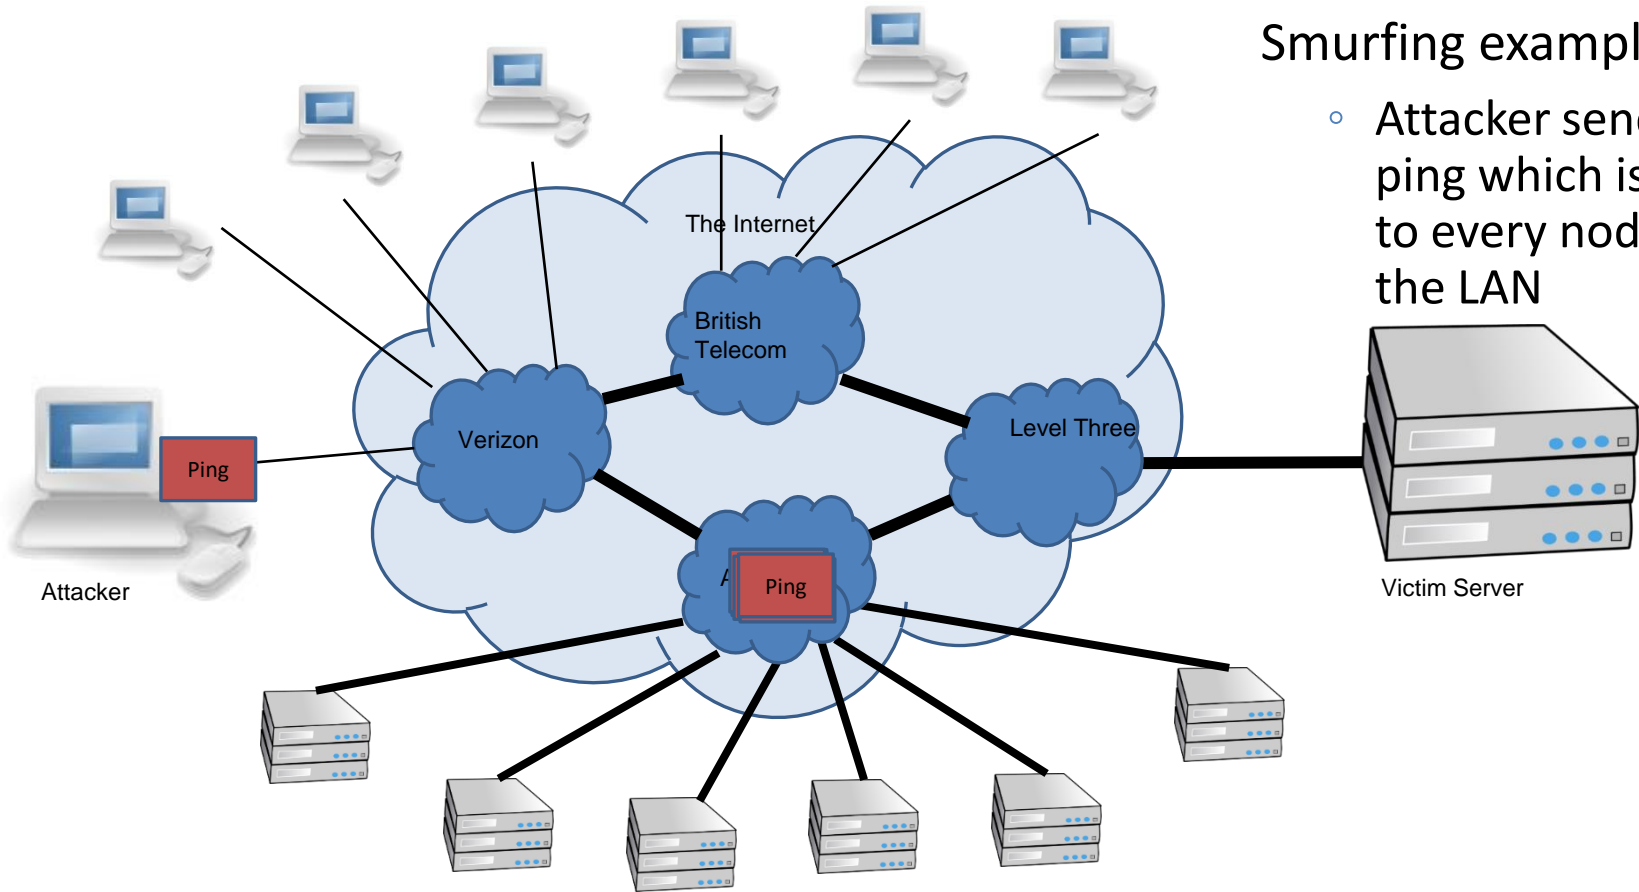 Smurfing exampl
Attacker send
ping which is
to every nod
the LAN
The Internet
British
Telecom
Verizon
Level Three
Ping
Attacker
A
Ping
Victim Server